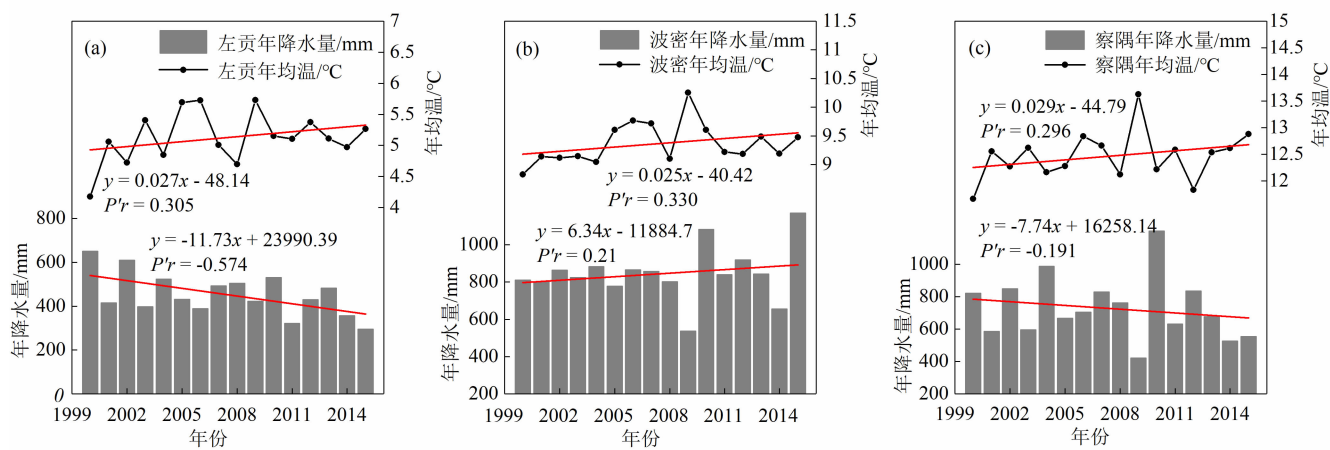 (a)
左贡年降水量/mm
左贡年均温/℃
y = 0.027x - 48.14
P'r = 0.305
y = -11.73x + 23990.39
P'r = -0.574
年降水量/mm
800
600
400
200
0
7
6.5
6
5.5
5
4.5
4
年均温/℃
1999 2002 2005 2008 2011 2014
年份
(b)
波密年降水量/mm
波密年均温/℃
y = 0.025x - 40.42
P'r = 0.330
y = 6.34x - 11884.7
P'r = 0.21
年降水量/mm
1000
800
600
400
200
11.5
11
10.5
10
9.5
9
年均温/℃
1999 2002 2005 2008 2011 2014
年份
(c)
察隅年降水量/mm
察隅年均温/℃
y = 0.029x - 44.79
P'r = 0.296
y = -7.74x + 16258.14
P'r = -0.191
年降水量/mm
1000
800
600
400
200
15
14.5
14
13.5
13
12.5
12
年均温/℃
1999 2002 2005 2008 2011 2014
年份